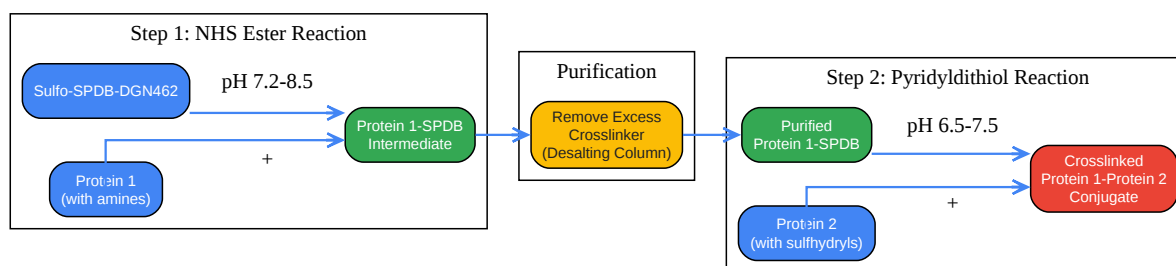 Step 1: NHS Ester Reaction
Sulfo-SPDB-DGN462
pH 7.2-8.5
Protein 1-SPDB
Intermediate
+
Protein 1
(with amines)
Purification
Remove Excess
Crosslinker
(Desalting Column)
Step 2: Pyridyldithiol Reaction
Purified
Protein 1-SPDB
pH 6.5-7.5
Crosslinked
Protein 1-Protein 2
Conjugate
+
Protein 2
(with sulfhydryls)